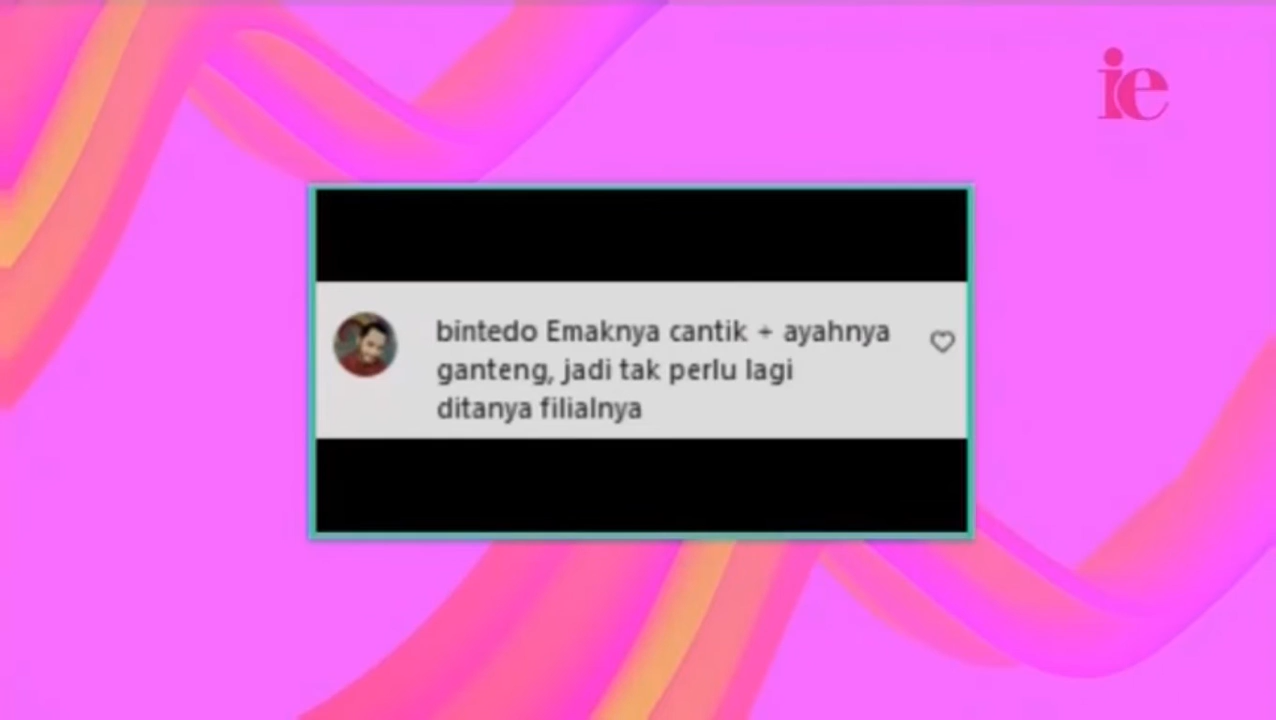 ie
bintedo Emaknya cantik + ayahnya
ganteng, jadi tak perlu lagi
ditanya filialnya